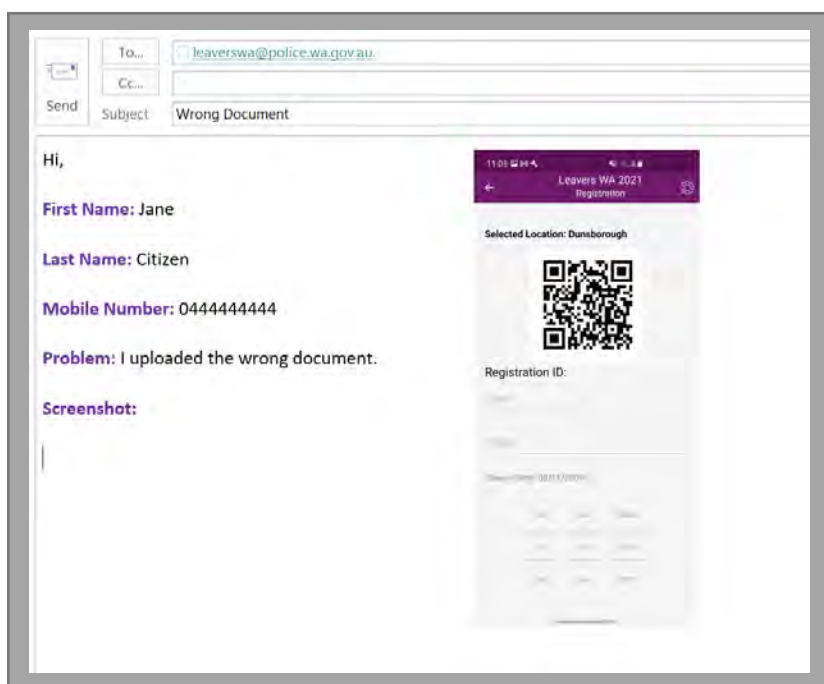 To...
leaverswa@police.wa.gov.au
Cc...
Send
Subject
Wrong Document
Hi,
First Name: Jane
Last Name: Citizen
Mobile Number: 0444444444
Problem: I uploaded the wrong document.
Screenshot:
Leavers WA 2021
Registration
Selected Location: Dunsborough
Registration ID: